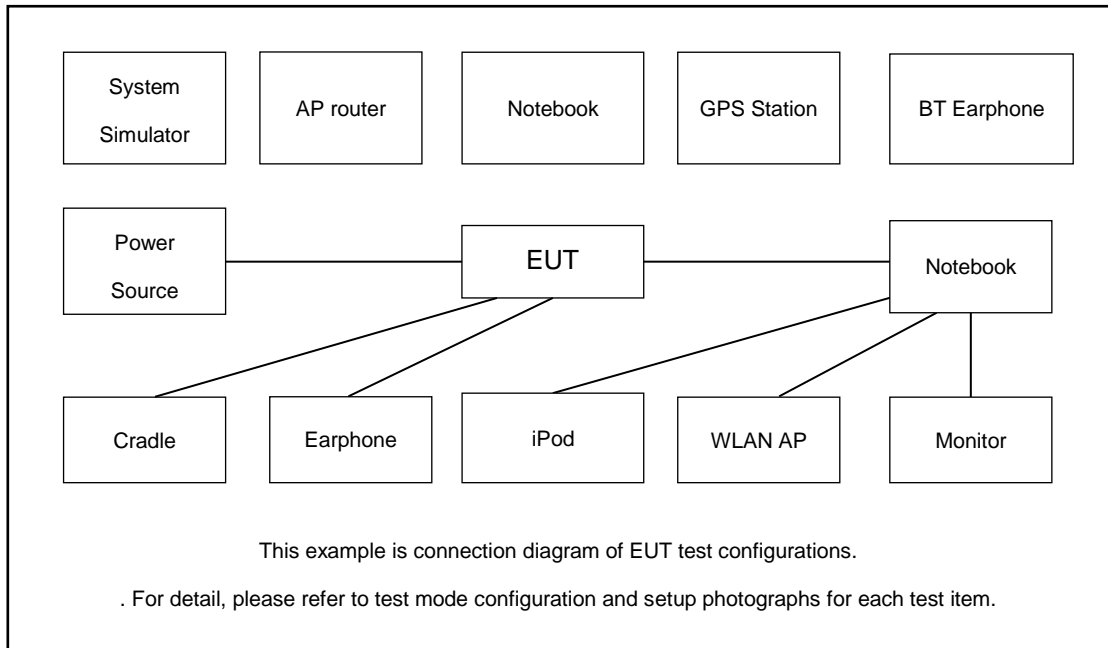 System
Simulator
AP router
Notebook
GPS Station
BT Earphone
Power
Source
EUT
Notebook
Cradle
Earphone
iPod
WLAN AP
Monitor
This example is connection diagram of EUT test configurations.
. For detail, please refer to test mode configuration and setup photographs for each test item.